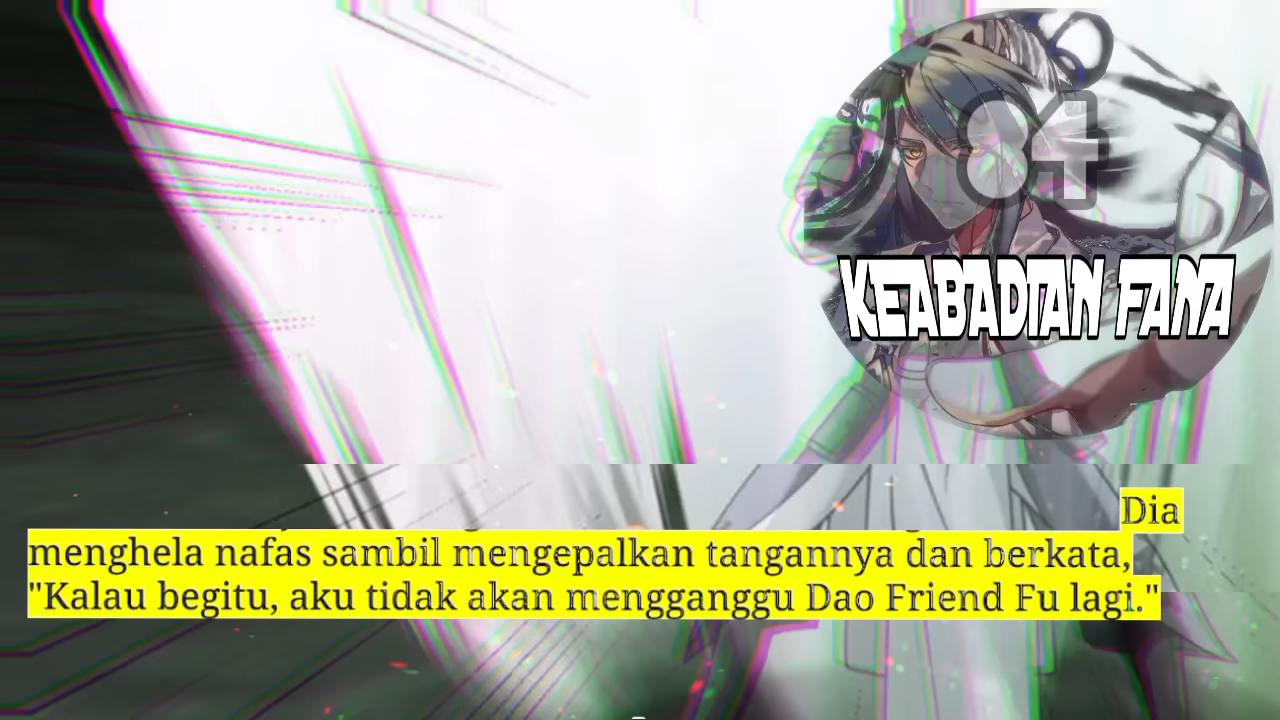 84
KEABADIAN FANA
Dia
menghela nafas sambil mengepalkan tangannya dan berkata,
"Kalau begitu, aku tidak akan mengganggu Dao Friend Fu lagi."